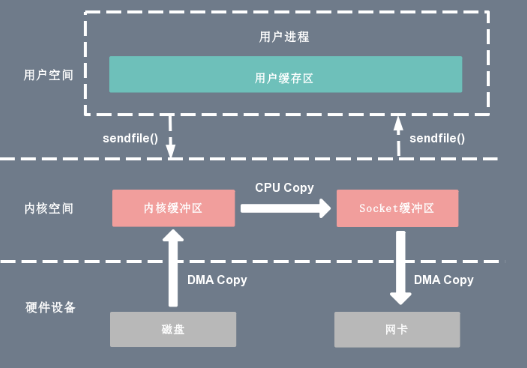 用户进程
用户空间
用户缓存区
sendfile()
sendfile()
CPU Copy
内核空间
内核缓冲区
Socket缓冲区
DMA Copy
DMA Copy
硬件设备
磁盘
网卡